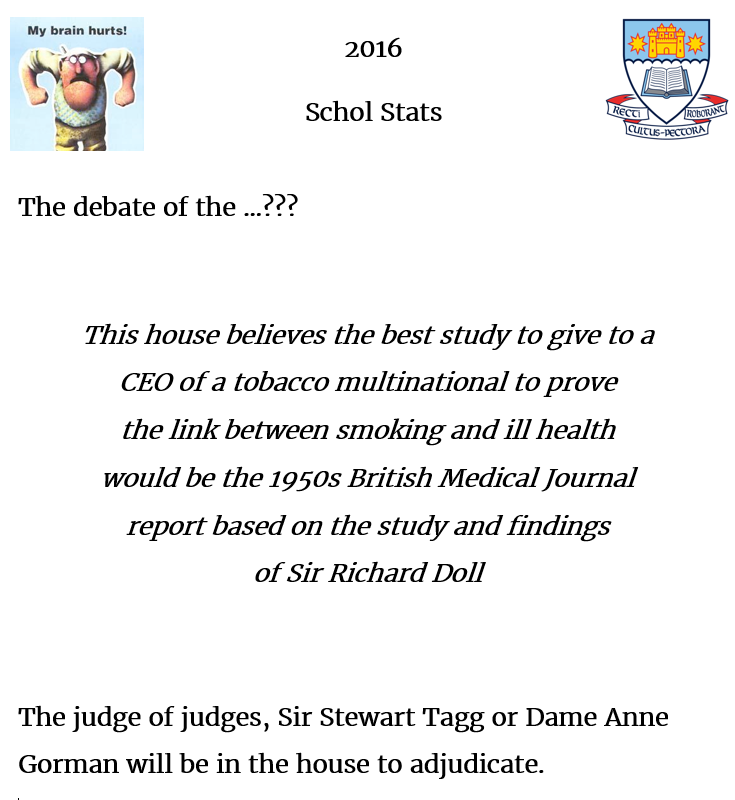 My brain hurts!
2016
Schol Stats
RECTI CULTUS-PECTORA ROBORANT
The debate of the ...???
This house believes the best study to give to a
CEO of a tobacco multinational to prove
the link between smoking and ill health
would be the 1950s British Medical Journal
report based on the study and findings
of Sir Richard Doll
The judge of judges, Sir Stewart Tagg or Dame Anne
Gorman will be in the house to adjudicate.